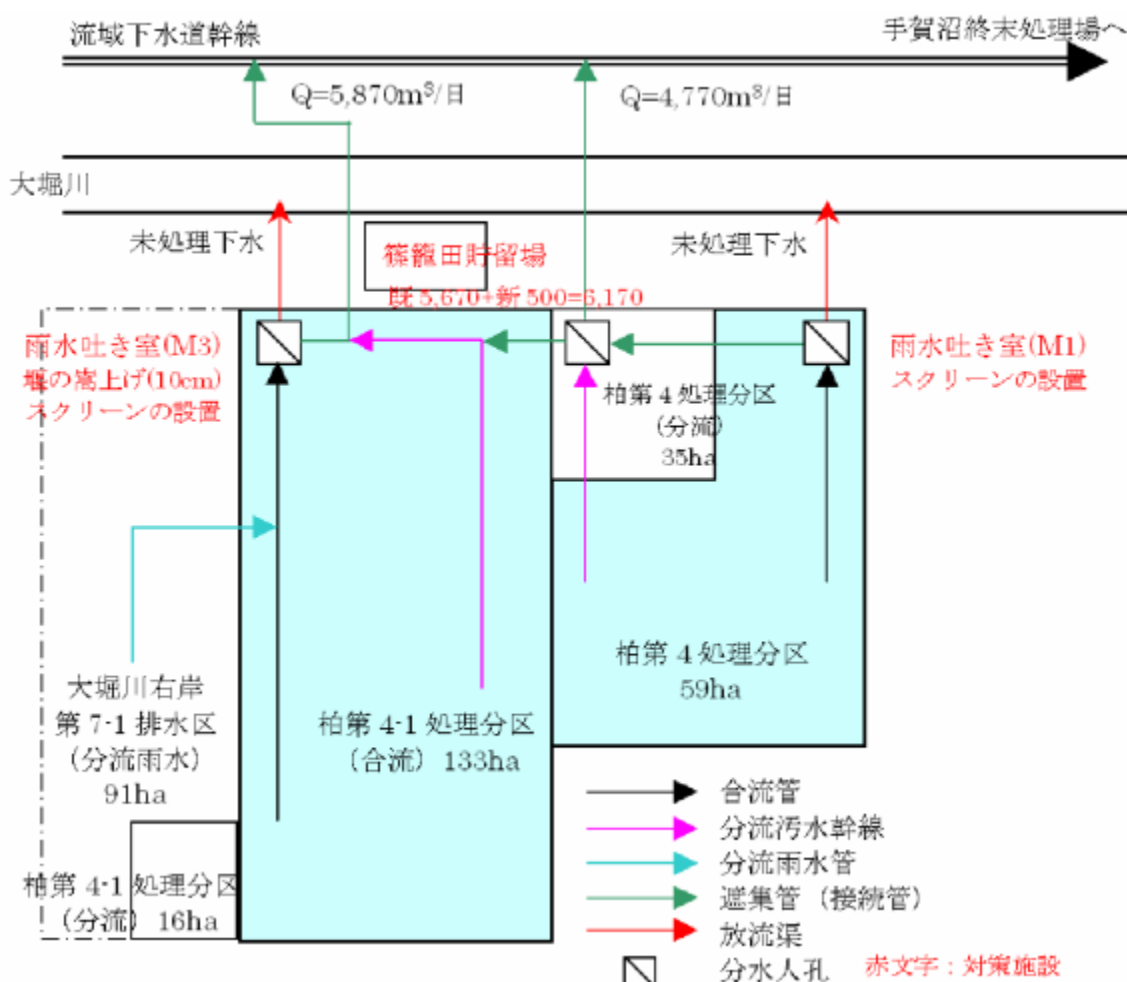 流域下水道幹線
手賀沼終末処理場へ
Q=5,870m³/日
Q=4,770m³/日
大堀川
未処理下水
篠籠田貯留場
未処理下水
既5,670+新500=6,170
雨水吐き室(M3)
堰の嵩上げ(10cm)
スクリーンの設置
雨水吐き室(M1)
スクリーンの設置
柏第4処理分区
(分流)
35ha
柏第4処理分区
59ha
大堀川右岸
第7-1排水区
(分流雨水)
91ha
柏第4-1処理分区
(合流) 133ha
柏第4-1処理分区
(分流) 16ha
合流管
分流汚水幹線
分流雨水管
遮集管(接続管)
放流渠
分水人孔
赤文字:対策施設